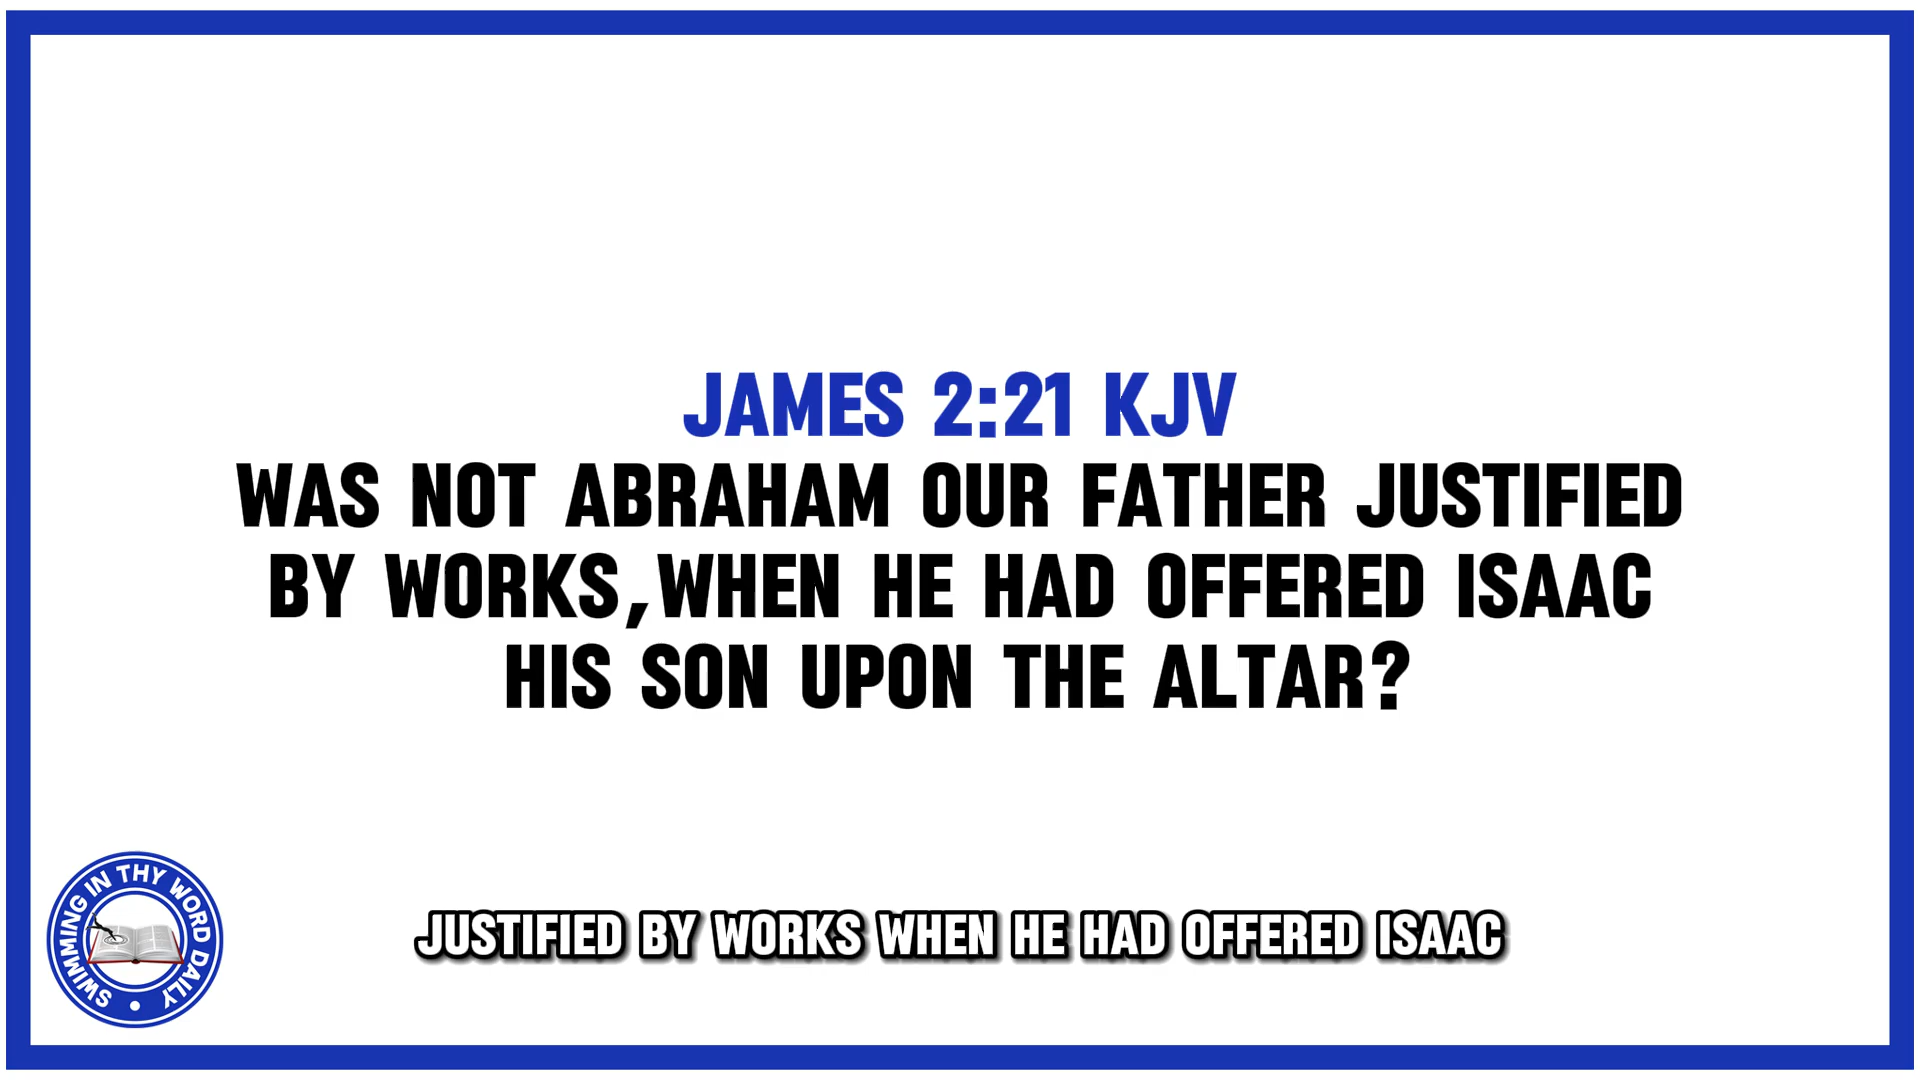 JAMES 2:21 KJV
WAS NOT ABRAHAM OUR FATHER JUSTIFIED
BY WORKS,WHEN HE HAD OFFERED ISAAC
HIS SON UPON THE ALTAR?
SWIMMING IN THY WORD DAILY
JUSTIFIED BY WORKS WHEN HE HAD OFFERED ISAAC